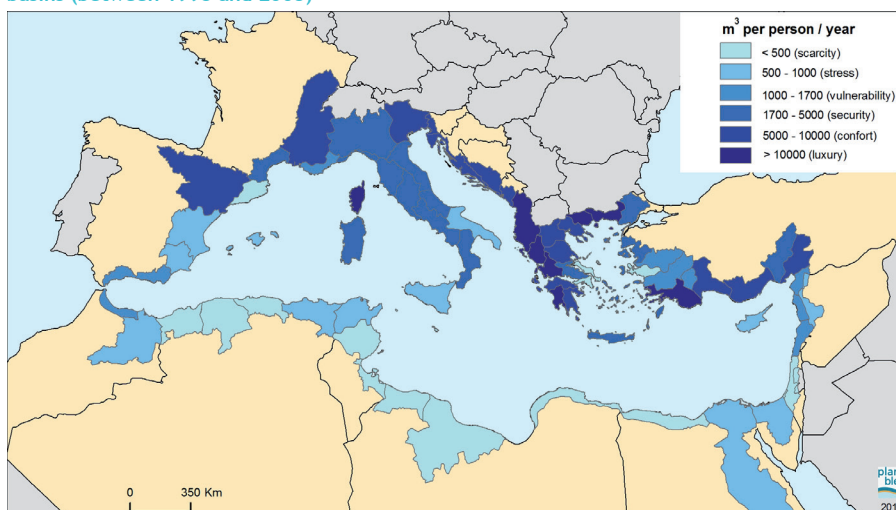 m³ per person / year
< 500 (scarcity)
500 - 1000 (stress)
1000 - 1700 (vulnerability)
1700 - 5000 (security)
5000 - 10000 (confort)
> 10000 (luxury)
0 350 Km